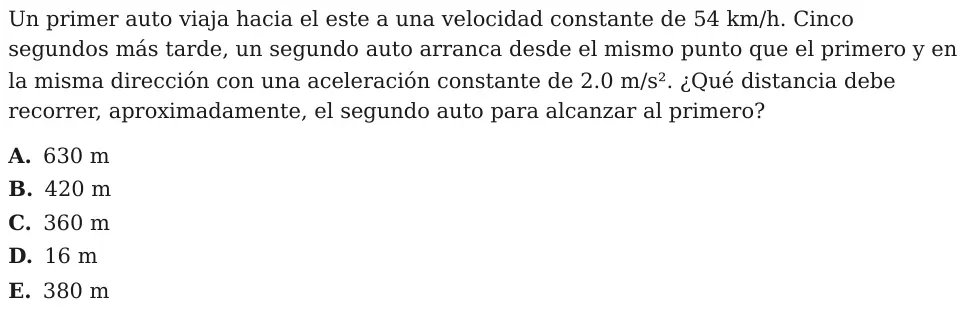 Un primer auto viaja hacia el este a una velocidad constante de 54 km/h. Cinco
segundos más tarde, un segundo auto arranca desde el mismo punto que el primero y en
la misma dirección con una aceleración constante de 2.0 m/s². ¿Qué distancia debe
recorrer, aproximadamente, el segundo auto para alcanzar al primero?
A. 630 m
B. 420 m
C. 360 m
D. 16 m
E. 380 m